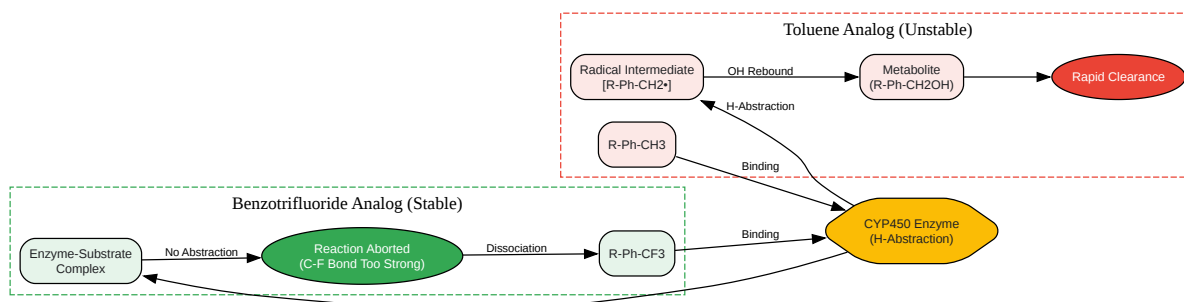 Toluene Analog (Unstable)
Radical Intermediate
[R-Ph-CH2•]
OH Rebound
Metabolite
(R-Ph-CH2OH)
Rapid Clearance
H-Abstraction
R-Ph-CH3
Binding
Benzotrifluoride Analog (Stable)
Enzyme-Substrate
Complex
No Abstraction
Reaction Aborted
(C-F Bond Too Strong)
Dissociation
R-Ph-CF3
Binding
CYP450 Enzyme
(H-Abstraction)